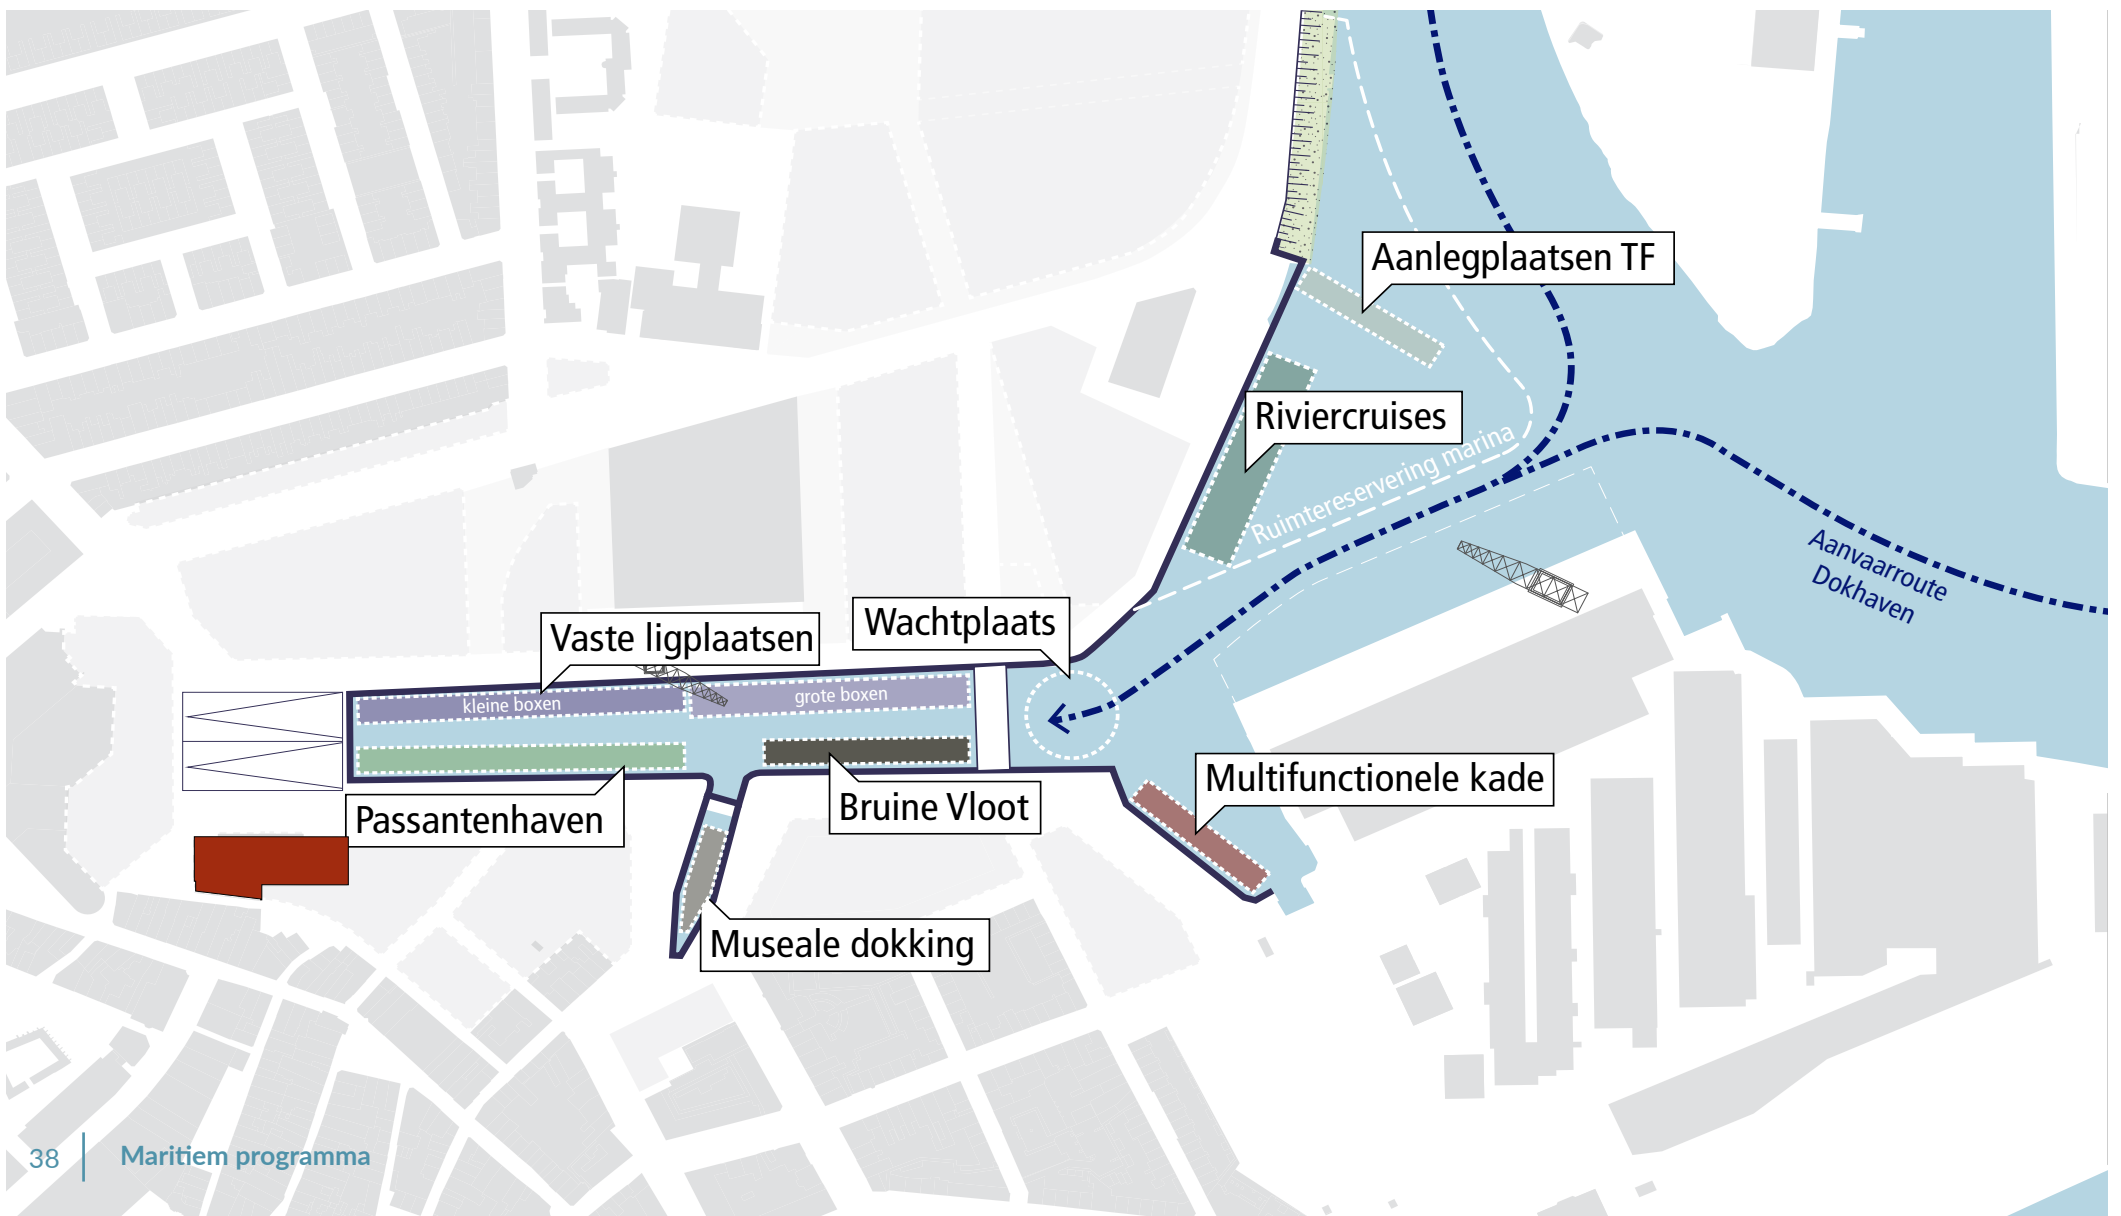 Aanlegplaatsen TF
Riviercruises
Ruimtereservering marina
Aanvaarroute
Dokhaven
Wachtplaats
Vaste ligplaatsen
kleine boxen
grote boxen
Multifunctionele kade
Bruine Vloot
Passantenhaven
Museale dokking
38
Maritiem programma